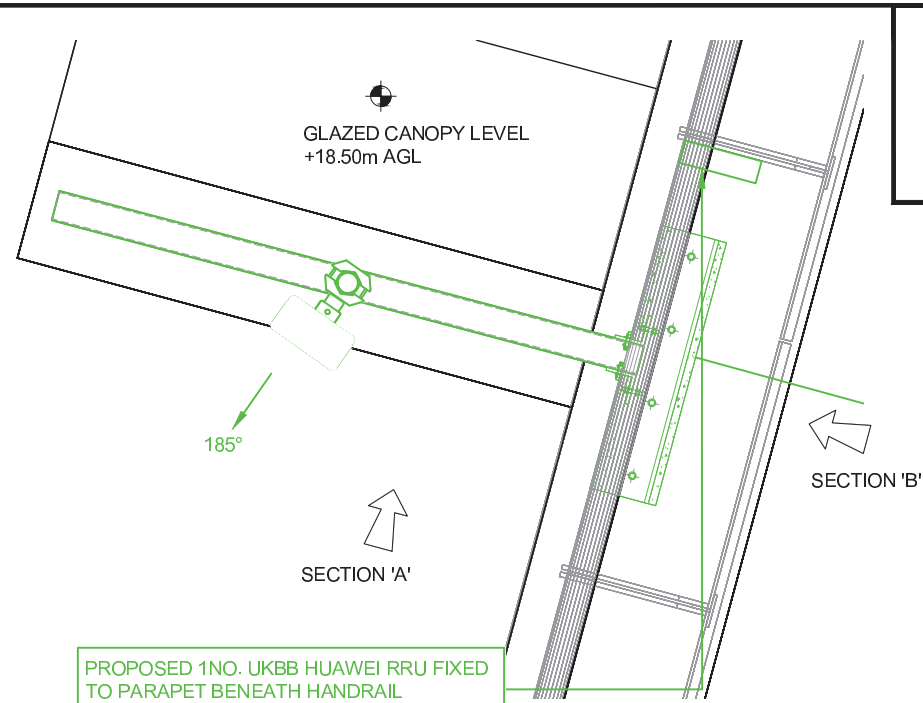 GLAZED CANOPY LEVEL
+18.50m AGL
185°
SECTION 'B'
SECTION 'A'
PROPOSED 1NO. UKBB HUAWEI RRU FIXED
TO PARAPET BENEATH HANDRAIL